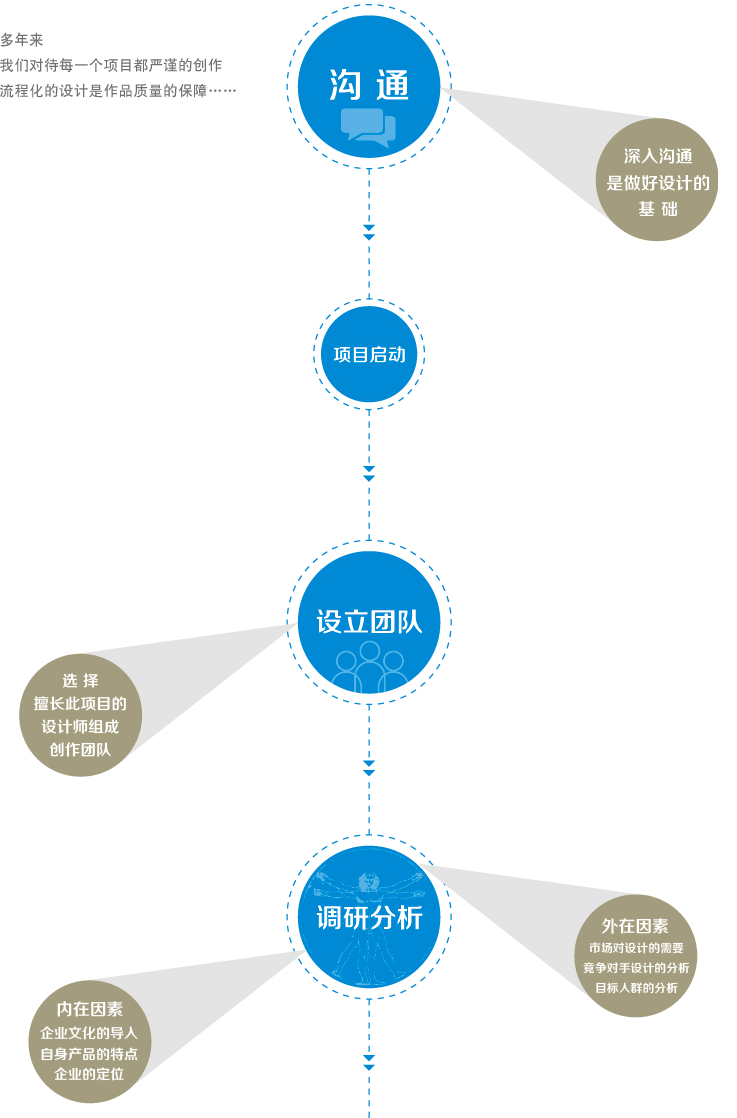 多年来
我们对待每一个项目都严谨的创作
流程化的设计是作品质量的保障……
沟 通
深入沟通
是做好设计的
基 础
项目启动
设立团队
选 择
擅长此项目的
设计师组成
创作团队
调研分析
外在因素
市场对设计的需要
竞争对手设计的分析
目标人群的分析
内在因素
企业文化的导入
自身产品的特点
企业的定位